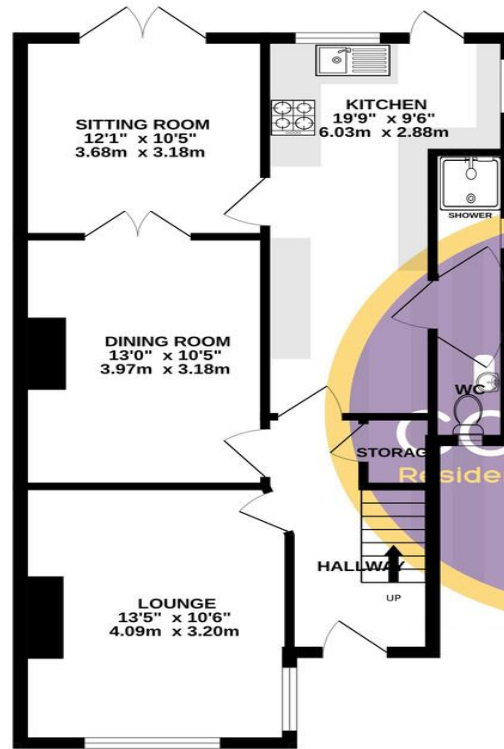 SITTING ROOM
12'1" x 10'5"
3.68m x 3.18m
KITCHEN
19'9" x 9'6"
6.03m x 2.88m
SHOWER
DINING ROOM
13'0" x 10'5"
3.97m x 3.18m
WC
CO
STORAG
Reside
HALLWAY
UP
LOUNGE
13'5" x 10'6"
4.09m x 3.20m